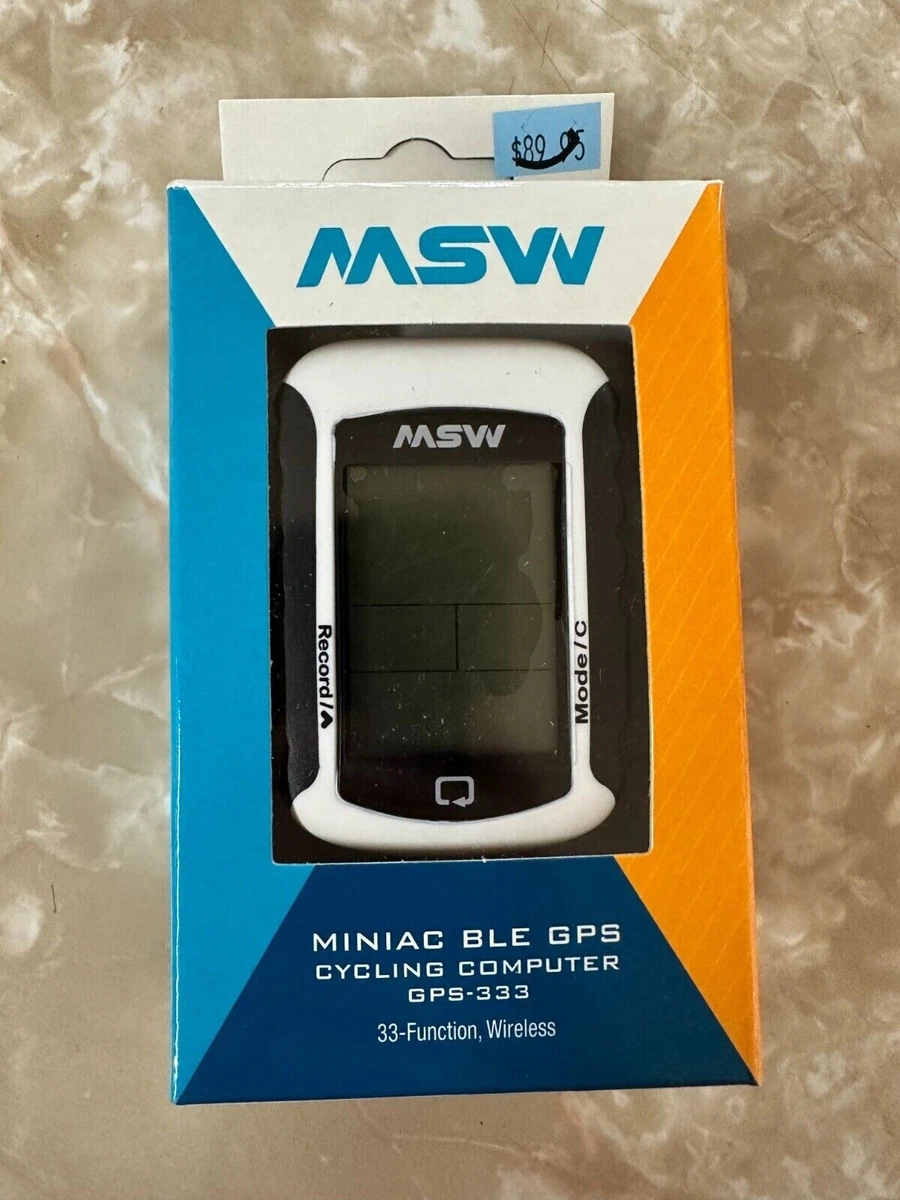 $89.95
MSW
MSW
Record/
Mode/C
MINIAC BLE GPS
CYCLING COMPUTER
GPS-333
33-Function, Wireless